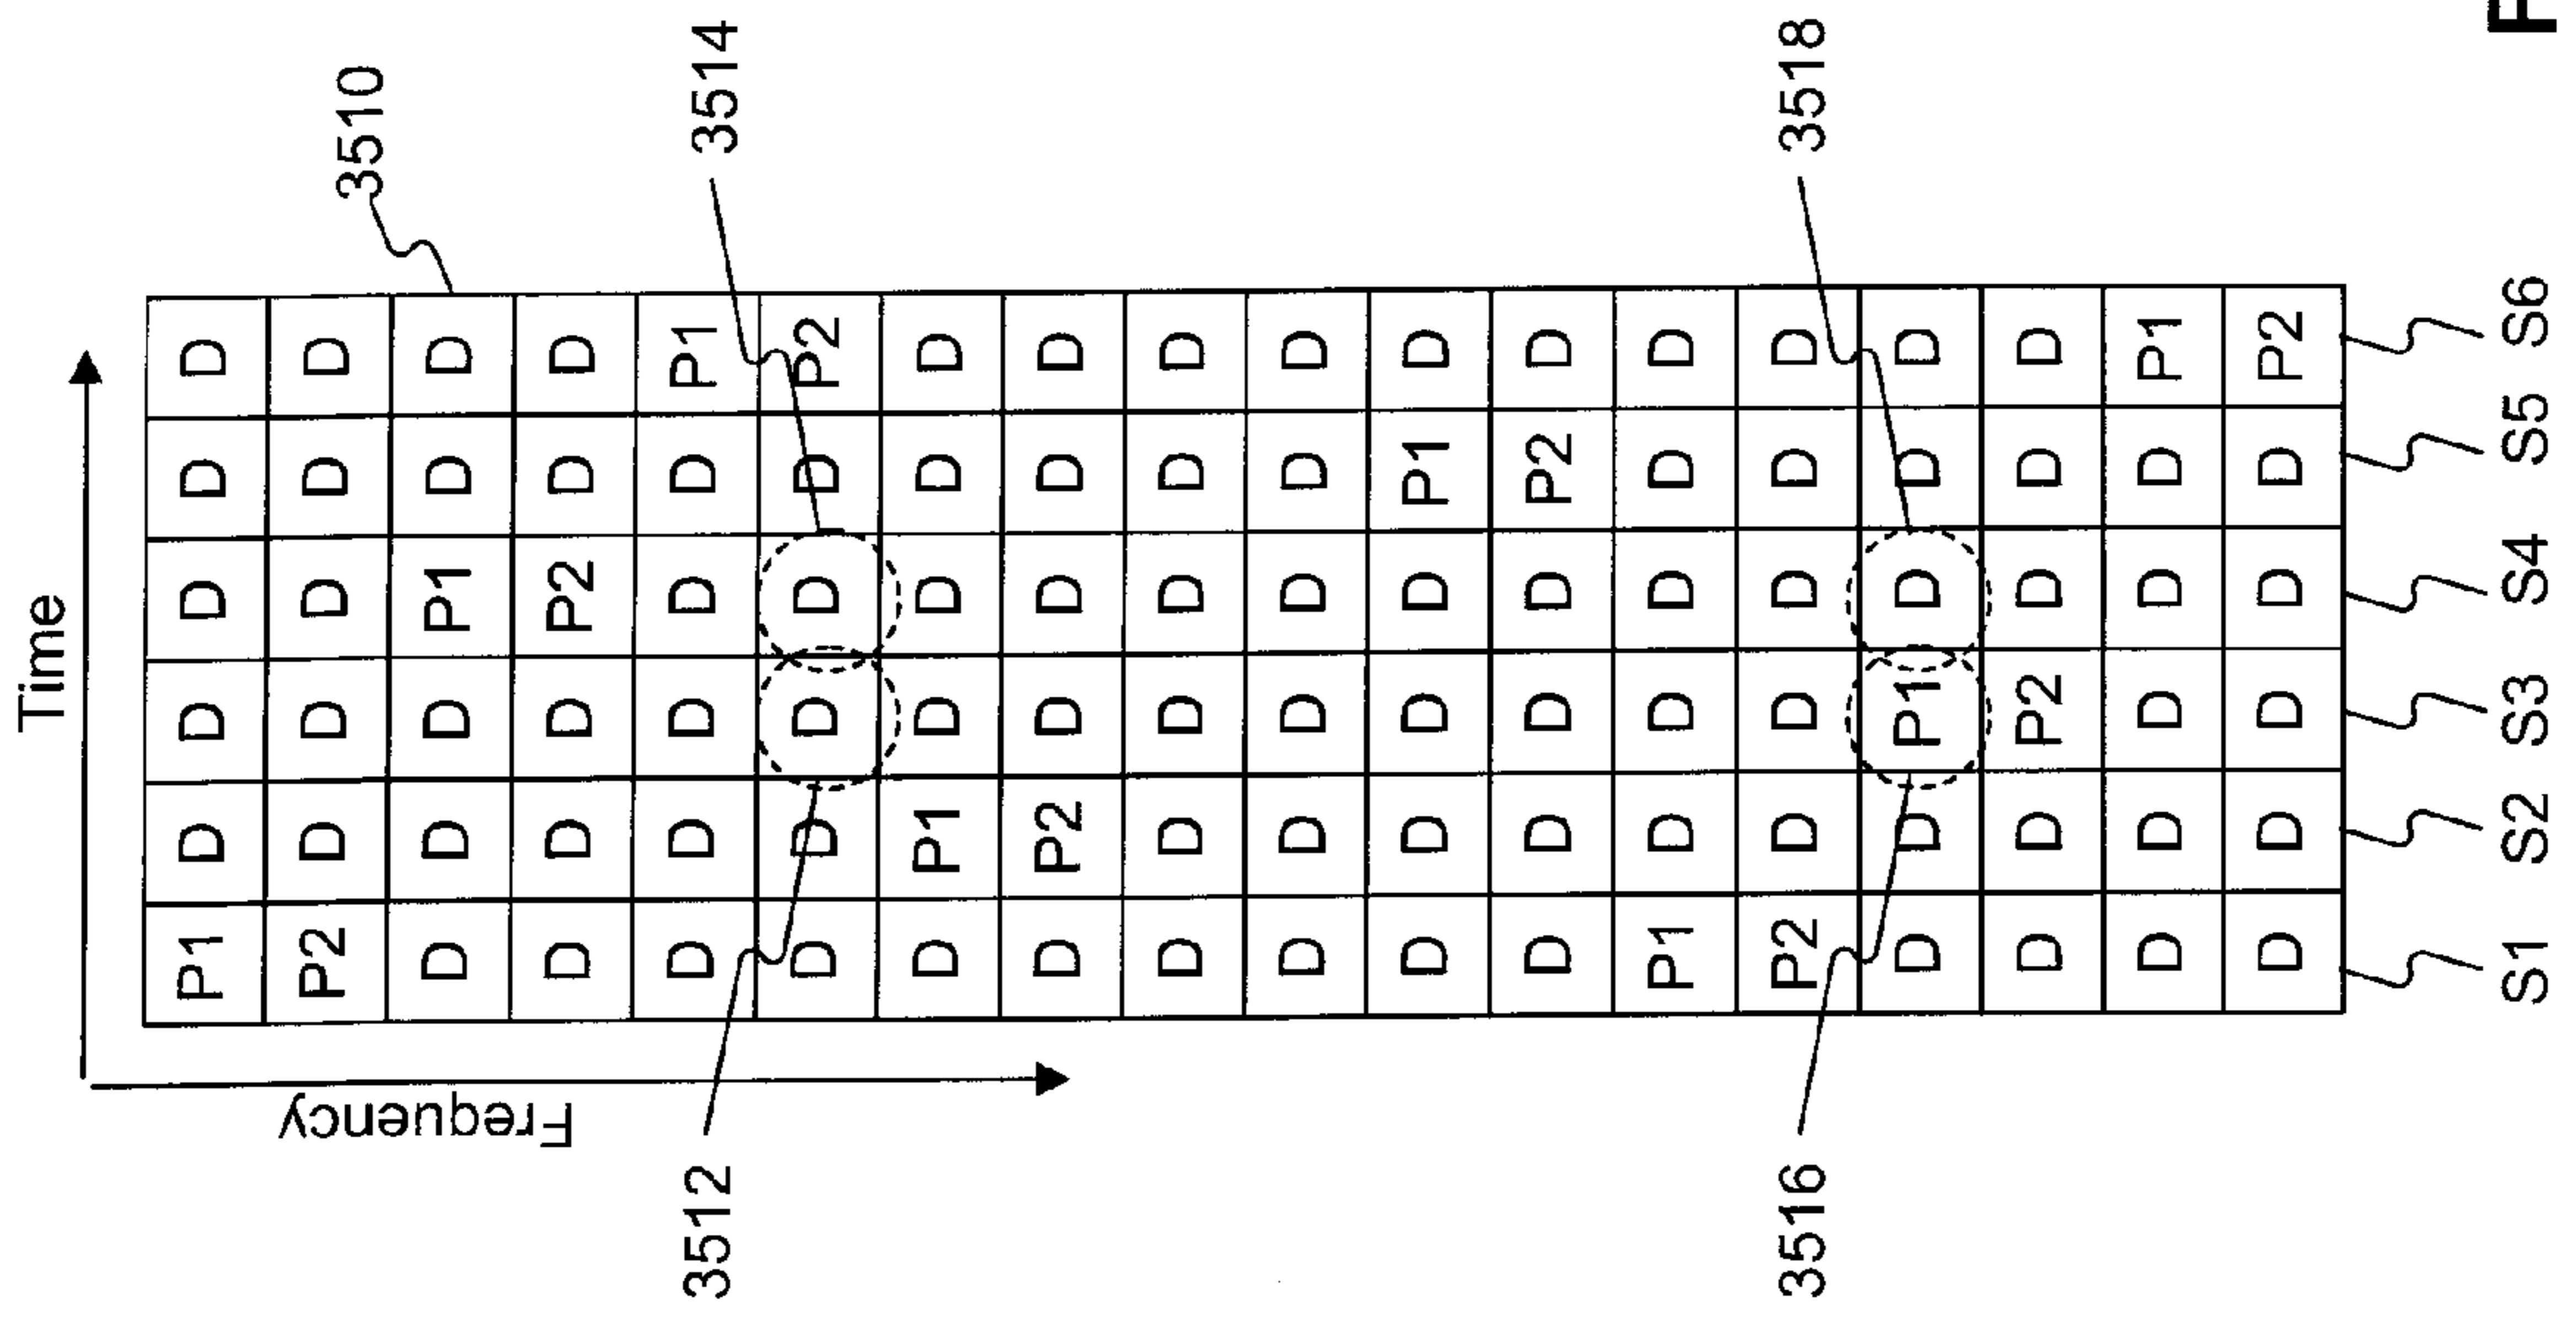 Time
Frequency
3510
P1 D D D D D
P2 D D D D D
D D D P1 D D
D D D P2 D D
D D D D D P1
3512 D D D D D P2 3514
D P1 D D D D
D P2 D D D D
D D D D D D
D D D D D D
D D D D P1 D
D D D D P2 D
P1 D D D D D
P2 D D D D D
3516 D D P1 D D D 3518
D D P2 D D D
D D D D D P1
D D D D D P2
S1 S2 S3 S4 S5 S6
F